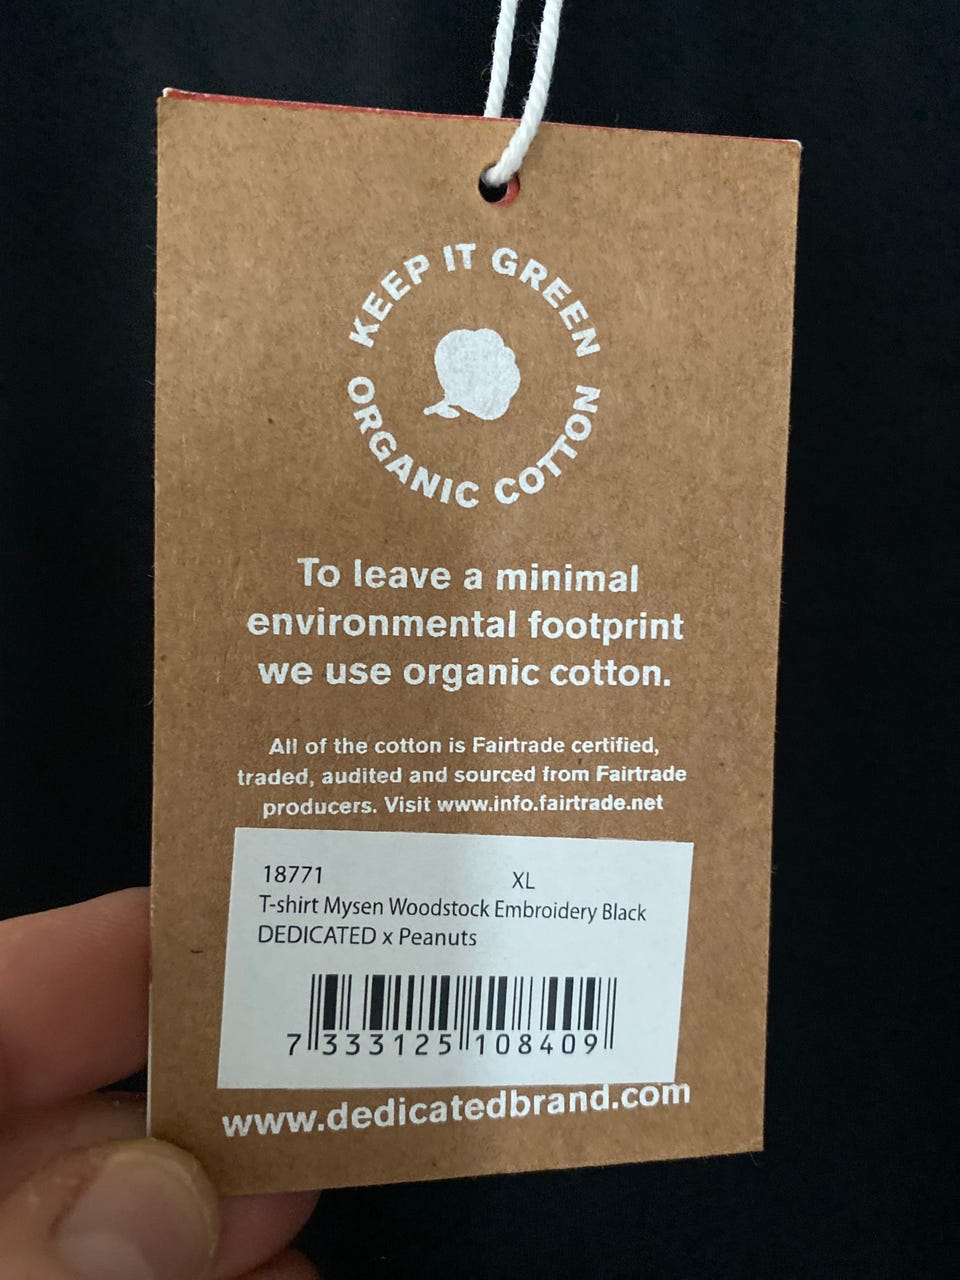 KEEP IT GREEN
ORGANIC COTTON
To leave a minimal
environmental footprint
we use organic cotton.
All of the cotton is Fairtrade certified,
traded, audited and sourced from Fairtrade
producers. Visit www.info.fairtrade.net
18771 XL
T-shirt Mysen Woodstock Embroidery Black
DEDICATED x Peanuts
7 333125 108409
www.dedicatedbrand.com